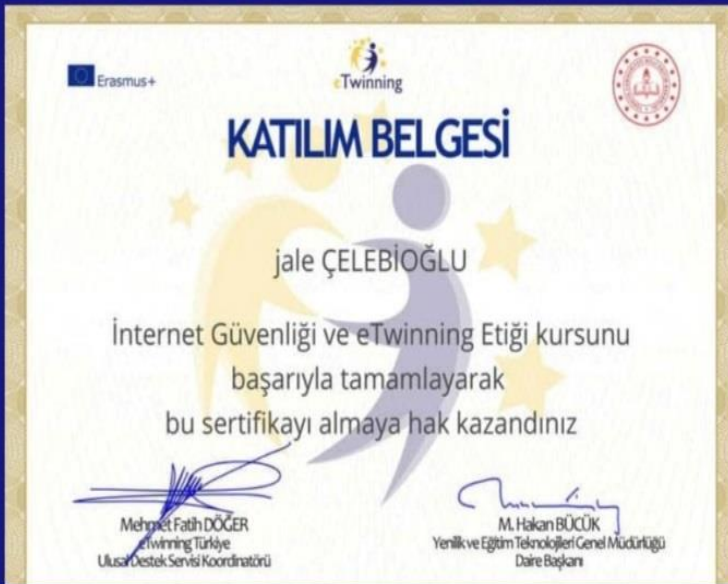 Erasmus+
eTwinning
KATILIM BELGESİ
jale ÇELEBİOĞLU
İnternet Güvenliği ve eTwinning Etiği kursunu
başarıyla tamamlayarak
bu sertifikayı almaya hak kazandınız
Mehmet Fatih DÖĞER
eTwinning Türkiye
Ulusal Destek Servisi Koordinatörü
M. Hakan BÜCÜK
Yenilik ve Eğitim Teknolojileri Genel Müdürlüğü
Daire Başkanı